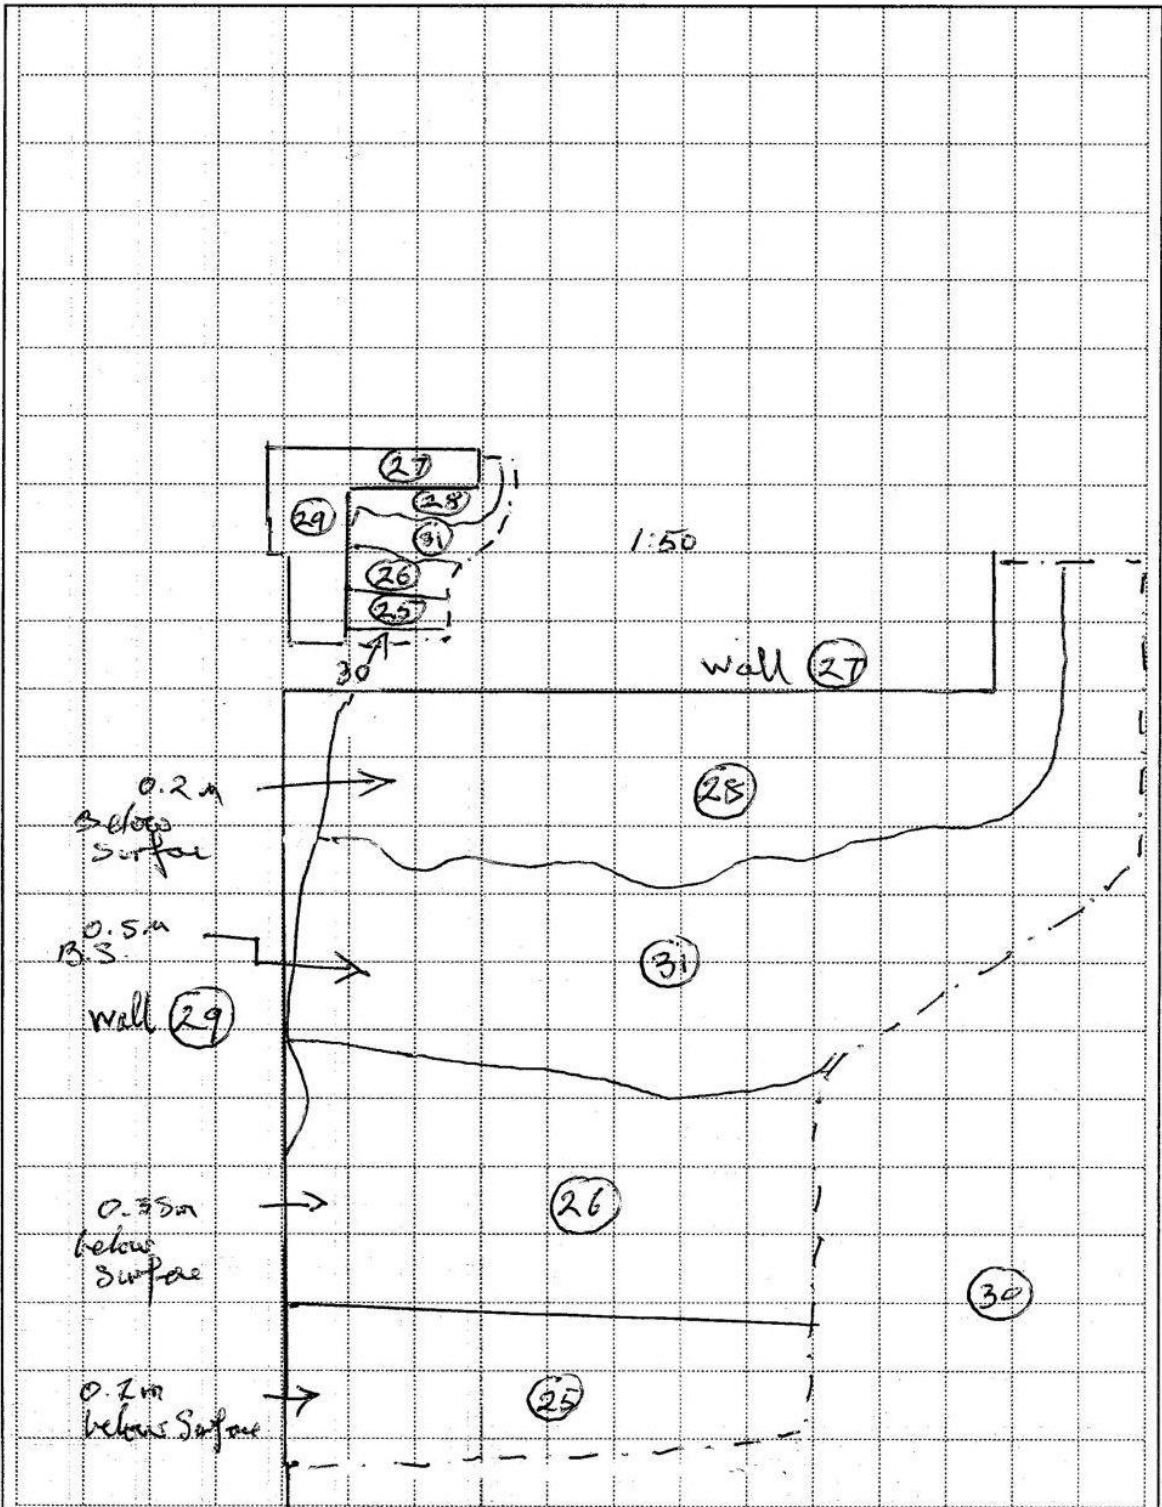 27
28
29
31
1:50
26
25
30
wall 27
0.2m
Below
Surface
28
0.5m
B.S.
31
wall 29
0.35m
below
Surface
26
30
0.2m
below Surface
25